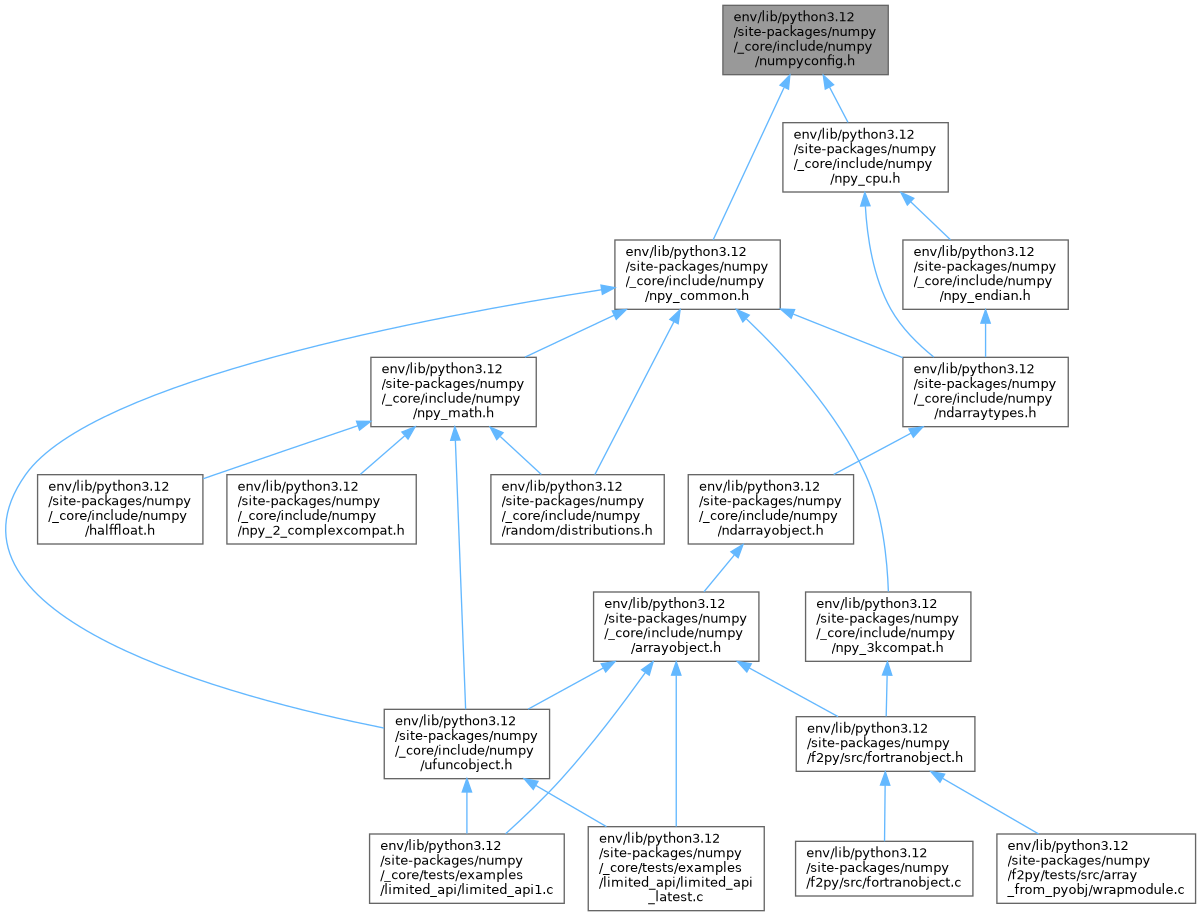 env/lib/python3.12
/site-packages/numpy
/_core/include/numpy
/numpyconfig.h
env/lib/python3.12
/site-packages/numpy
/_core/include/numpy
/npy_cpu.h
env/lib/python3.12
/site-packages/numpy
/_core/include/numpy
/npy_common.h
env/lib/python3.12
/site-packages/numpy
/_core/include/numpy
/npy_endian.h
env/lib/python3.12
/site-packages/numpy
/_core/include/numpy
/npy_math.h
env/lib/python3.12
/site-packages/numpy
/_core/include/numpy
/ndarraytypes.h
env/lib/python3.12
/site-packages/numpy
/_core/include/numpy
/halffloat.h
env/lib/python3.12
/site-packages/numpy
/_core/include/numpy
/npy_2_complexcompat.h
env/lib/python3.12
/site-packages/numpy
/_core/include/numpy
/random/distributions.h
env/lib/python3.12
/site-packages/numpy
/_core/include/numpy
/ndarrayobject.h
env/lib/python3.12
/site-packages/numpy
/_core/include/numpy
/arrayobject.h
env/lib/python3.12
/site-packages/numpy
/_core/include/numpy
/npy_3kcompat.h
env/lib/python3.12
/site-packages/numpy
/_core/include/numpy
/ufuncobject.h
env/lib/python3.12
/site-packages/numpy
/f2py/src/fortranobject.h
env/lib/python3.12
/site-packages/numpy
/_core/tests/examples
/limited_api/limited_api1.c
env/lib/python3.12
/site-packages/numpy
/_core/tests/examples
/limited_api/limited_api
_latest.c
env/lib/python3.12
/site-packages/numpy
/f2py/src/fortranobject.c
env/lib/python3.12
/site-packages/numpy
/f2py/tests/src/array
_from_pyobj/wrapmodule.c